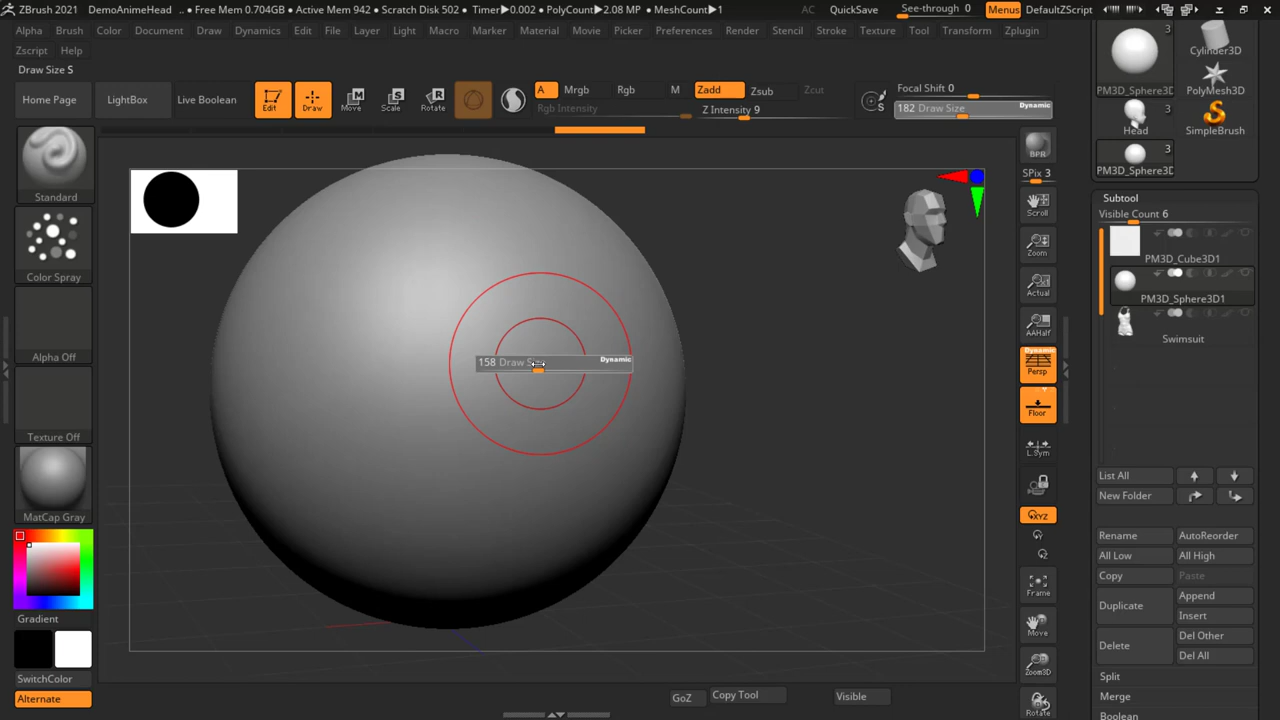 ZBrush 2021 DemoAnimeHead .. • Free Mem 0.704GB • Active Mem 942 • Scratch Disk 502 • Timer▶0.002 • PolyCount▶2.08 MP • MeshCount▶1 AC QuickSave See-through 0 Menus DefaultZScript
Alpha Brush Color Document Draw Dynamics Edit File Layer Light Macro Marker Material Movie Picker Preferences Render Stencil Stroke Texture Tool Transform Zplugin
Zscript Help
Draw Size S
Home Page LightBox Live Boolean Edit Draw Move Scale Rotate
A Mrgb Rgb M Zadd Zsub Zcut
Rgb Intensity Z Intensity 9
Focal Shift 0
182 Draw Size Dynamic
Standard
Color Spray
Alpha Off
Texture Off
MatCap Gray
Gradient
SwitchColor
Alternate
158 Draw Dynamic
BPR
SPix 3
Scroll
Zoom
Actual
AAHalf
Dynamic
Persp
Floor
L.Sym
XYZ
Frame
Move
Zoom3D
Rotate
3
Cylinder3D
PM3D_Sphere3D
PolyMesh3D
Head
SimpleBrush
3
PM3D_Sphere3D
Subtool
Visible Count 6
PM3D_Cube3D1
PM3D_Sphere3D1
Swimsuit
List All
New Folder
Rename AutoReorder
All Low All High
Copy Paste
Duplicate Append
Insert
Delete Del Other
Del All
Split
Merge
Boolean
GoZ Copy Tool Visible